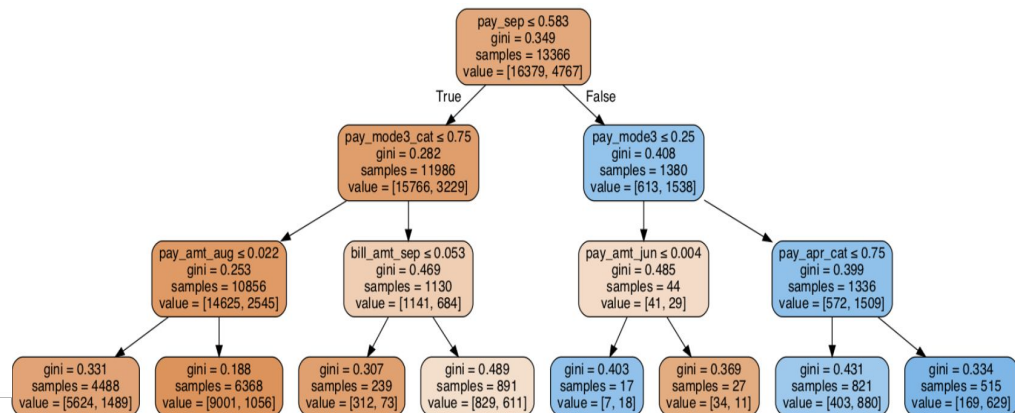 pay_sep ≤ 0.583
gini = 0.349
samples = 13366
value = [16379, 4767]
True
False
pay_mode3_cat ≤ 0.75
gini = 0.282
samples = 11986
value = [15766, 3229]
pay_mode3 ≤ 0.25
gini = 0.408
samples = 1380
value = [613, 1538]
pay_amt_aug ≤ 0.022
gini = 0.253
samples = 10856
value = [14625, 2545]
bill_amt_sep ≤ 0.053
gini = 0.469
samples = 1130
value = [1141, 684]
pay_amt_jun ≤ 0.004
gini = 0.485
samples = 44
value = [41, 29]
pay_apr_cat ≤ 0.75
gini = 0.399
samples = 1336
value = [572, 1509]
gini = 0.331
samples = 4488
value = [5624, 1489]
gini = 0.188
samples = 6368
value = [9001, 1056]
gini = 0.307
samples = 239
value = [312, 73]
gini = 0.489
samples = 891
value = [829, 611]
gini = 0.403
samples = 17
value = [7, 18]
gini = 0.369
samples = 27
value = [34, 11]
gini = 0.431
samples = 821
value = [403, 880]
gini = 0.334
samples = 515
value = [169, 629]